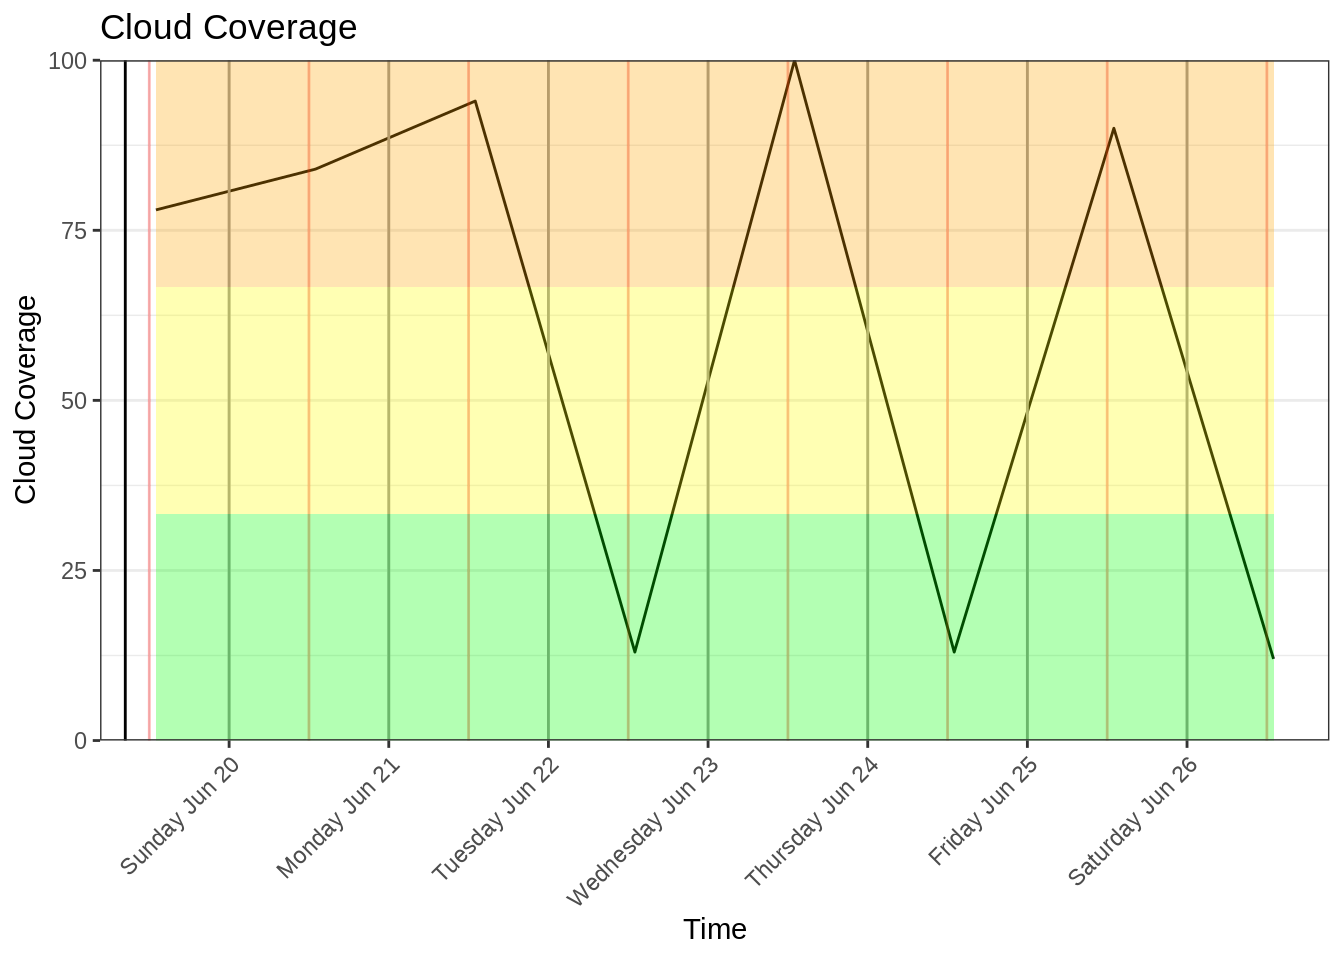 Cloud Coverage
100
75
50
25
0
Cloud Coverage
Sunday Jun 20
Monday Jun 21
Tuesday Jun 22
Wednesday Jun 23
Thursday Jun 24
Friday Jun 25
Saturday Jun 26
Time